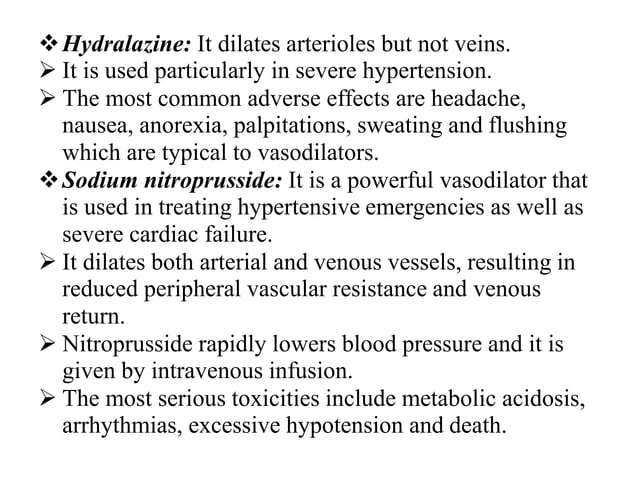 ❖Hydralazine: It dilates arterioles but not veins.
➢ It is used particularly in severe hypertension.
➢ The most common adverse effects are headache,
nausea, anorexia, palpitations, sweating and flushing
which are typical to vasodilators.
❖Sodium nitroprusside: It is a powerful vasodilator that
is used in treating hypertensive emergencies as well as
severe cardiac failure.
➢ It dilates both arterial and venous vessels, resulting in
reduced peripheral vascular resistance and venous
return.
➢ Nitroprusside rapidly lowers blood pressure and it is
given by intravenous infusion.
➢ The most serious toxicities include metabolic acidosis,
arrhythmias, excessive hypotension and death.